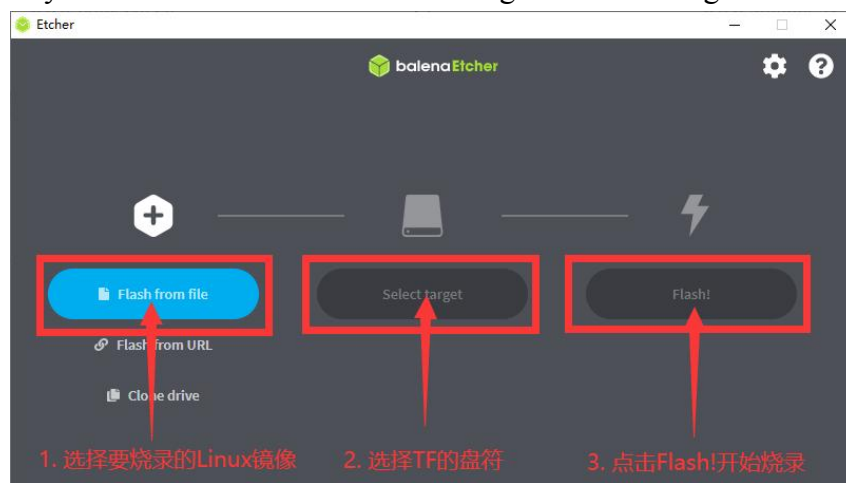 Etcher
balenaEtcher
Flash from file
Select target
Flash!
Flash from URL
Clone drive
1. 选择要烧录的Linux镜像
2. 选择TF的盘符
3. 点击Flash!开始烧录